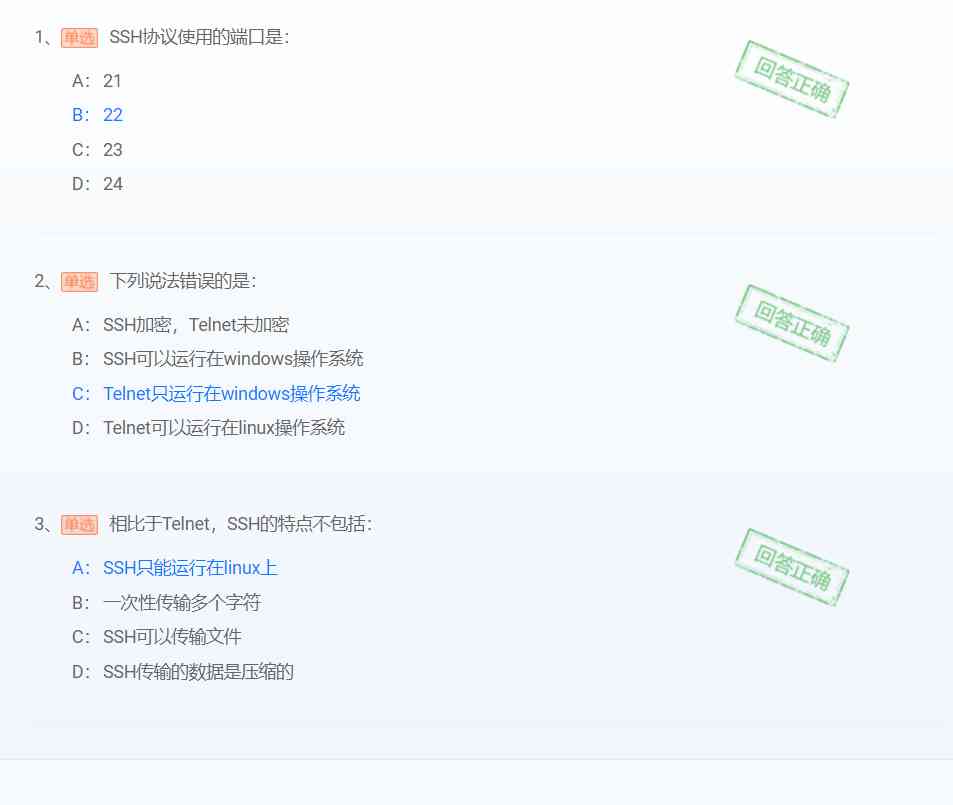 1、 单选 SSH协议使用的端口是：
回答正确
A： 21
B： 22
C： 23
D： 24
2、 单选 下列说法错误的是：
回答正确
A： SSH加密，Telnet未加密
B： SSH可以运行在windows操作系统
C： Telnet只运行在windows操作系统
D： Telnet可以运行在linux操作系统
3、 单选 相比于Telnet，SSH的特点不包括：
回答正确
A： SSH只能运行在linux上
B： 一次性传输多个字符
C： SSH可以传输文件
D： SSH传输的数据是压缩的